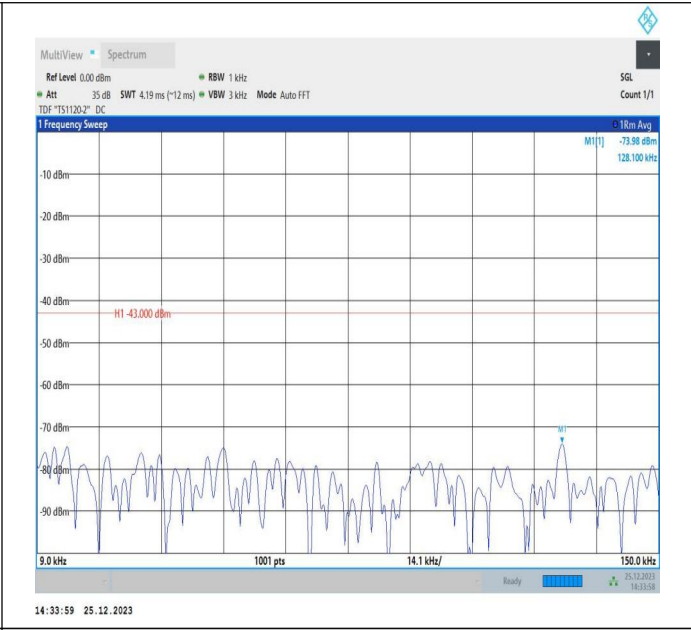 R S
MultiView Spectrum
Ref Level 0.00 dBm RBW 1 kHz SGL
Att 35 dB SWT 4.19 ms (~12 ms) VBW 3 kHz Mode Auto FFT Count 1/1
TDF "TS1120-2" DC
1 Frequency Sweep 1Rm Avg
M1[1] -73.98 dBm
128.100 kHz
-10 dBm
-20 dBm
-30 dBm
-40 dBm
H1 -43.000 dBm
-50 dBm
-60 dBm
-70 dBm
M1
-80 dBm
-90 dBm
9.0 kHz 1001 pts 14.1 kHz/ 150.0 kHz
Ready 25.12.2023
14:33:58
14:33:59 25.12.2023